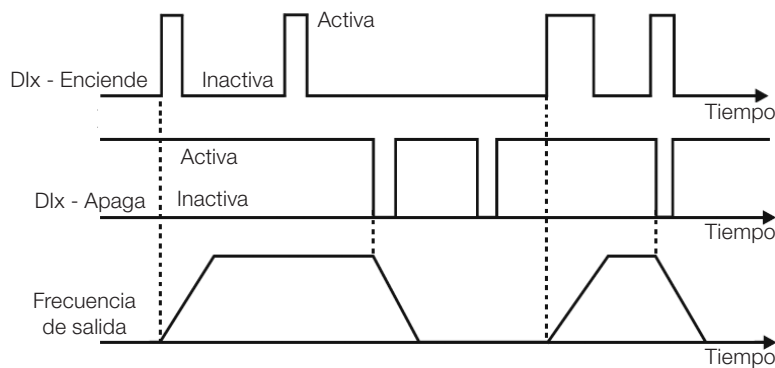 Activa
DIx - Enciende
Inactiva
Tiempo
Activa
DIx - Apaga
Inactiva
Tiempo
Frecuencia
de salida
Tiempo